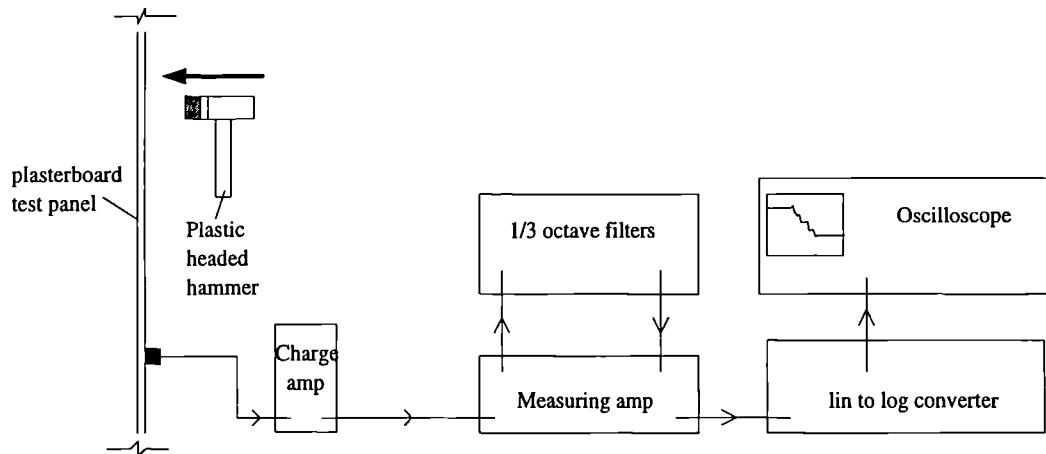 plasterboard
test panel
Plastic
headed
hammer
Charge
amp
1/3 octave filters
Measuring amp
Oscilloscope
lin to log converter